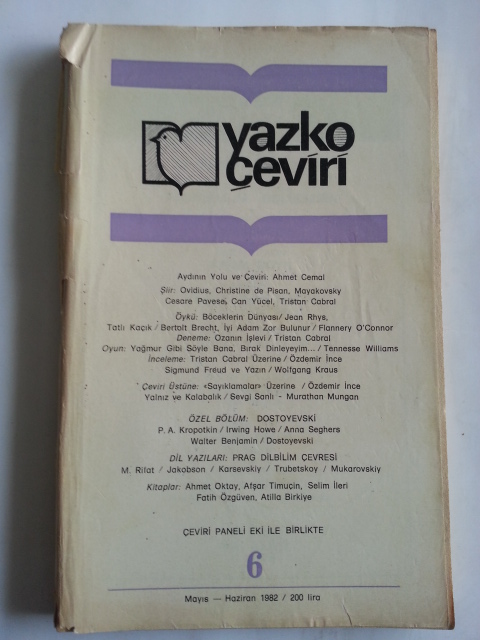 yazko
çeviri
Aydının Yolu ve Çeviri: Ahmet Cemal
Şiir: Ovidius, Christine de Pisan, Mayakovsky
Cesare Pavese, Can Yücel, Tristan Cabral
Öykü: Böceklerin Dünyası/ Jean Rhys,
Tatlı Kaçık/ Bertolt Brecht, İyi Adam Zor Bulunur/ Flannery O'Connor
Deneme: Ozanın İşlevi/ Tristan Cabral
Oyun: Yağmur Gibi Söyle Bana, Bırak Dinleyeyim.../ Tennesse Williams
İnceleme: Tristan Cabral Üzerine/ Özdemir İnce
Sigmund Freud ve Yazın/ Wolfgang Kraus
Çeviri Üstüne: «Sayıklamalar» Üzerine / Özdemir İnce
Yalnız ve Kalabalık/ Sevgi Sanlı - Murathan Mungan
ÖZEL BÖLÜM: DOSTOYEVSKİ
P. A. Kropotkin / Irwing Howe / Anna Seghers
Walter Benjamin / Dostoyevski
DİL YAZILARI: PRAG DİLBİLİM ÇEVRESİ
M. Rifat / Jakobson / Karsevskiy / Trubetskoy / Mukarovskiy
Kitaplar: Ahmet Oktay, Afşar Timuçin, Selim İleri
Fatih Özgüven, Atilla Birkiye
ÇEVİRİ PANELİ EKİ İLE BİRLİKTE
6
Mayıs — Haziran 1982 / 200 lira